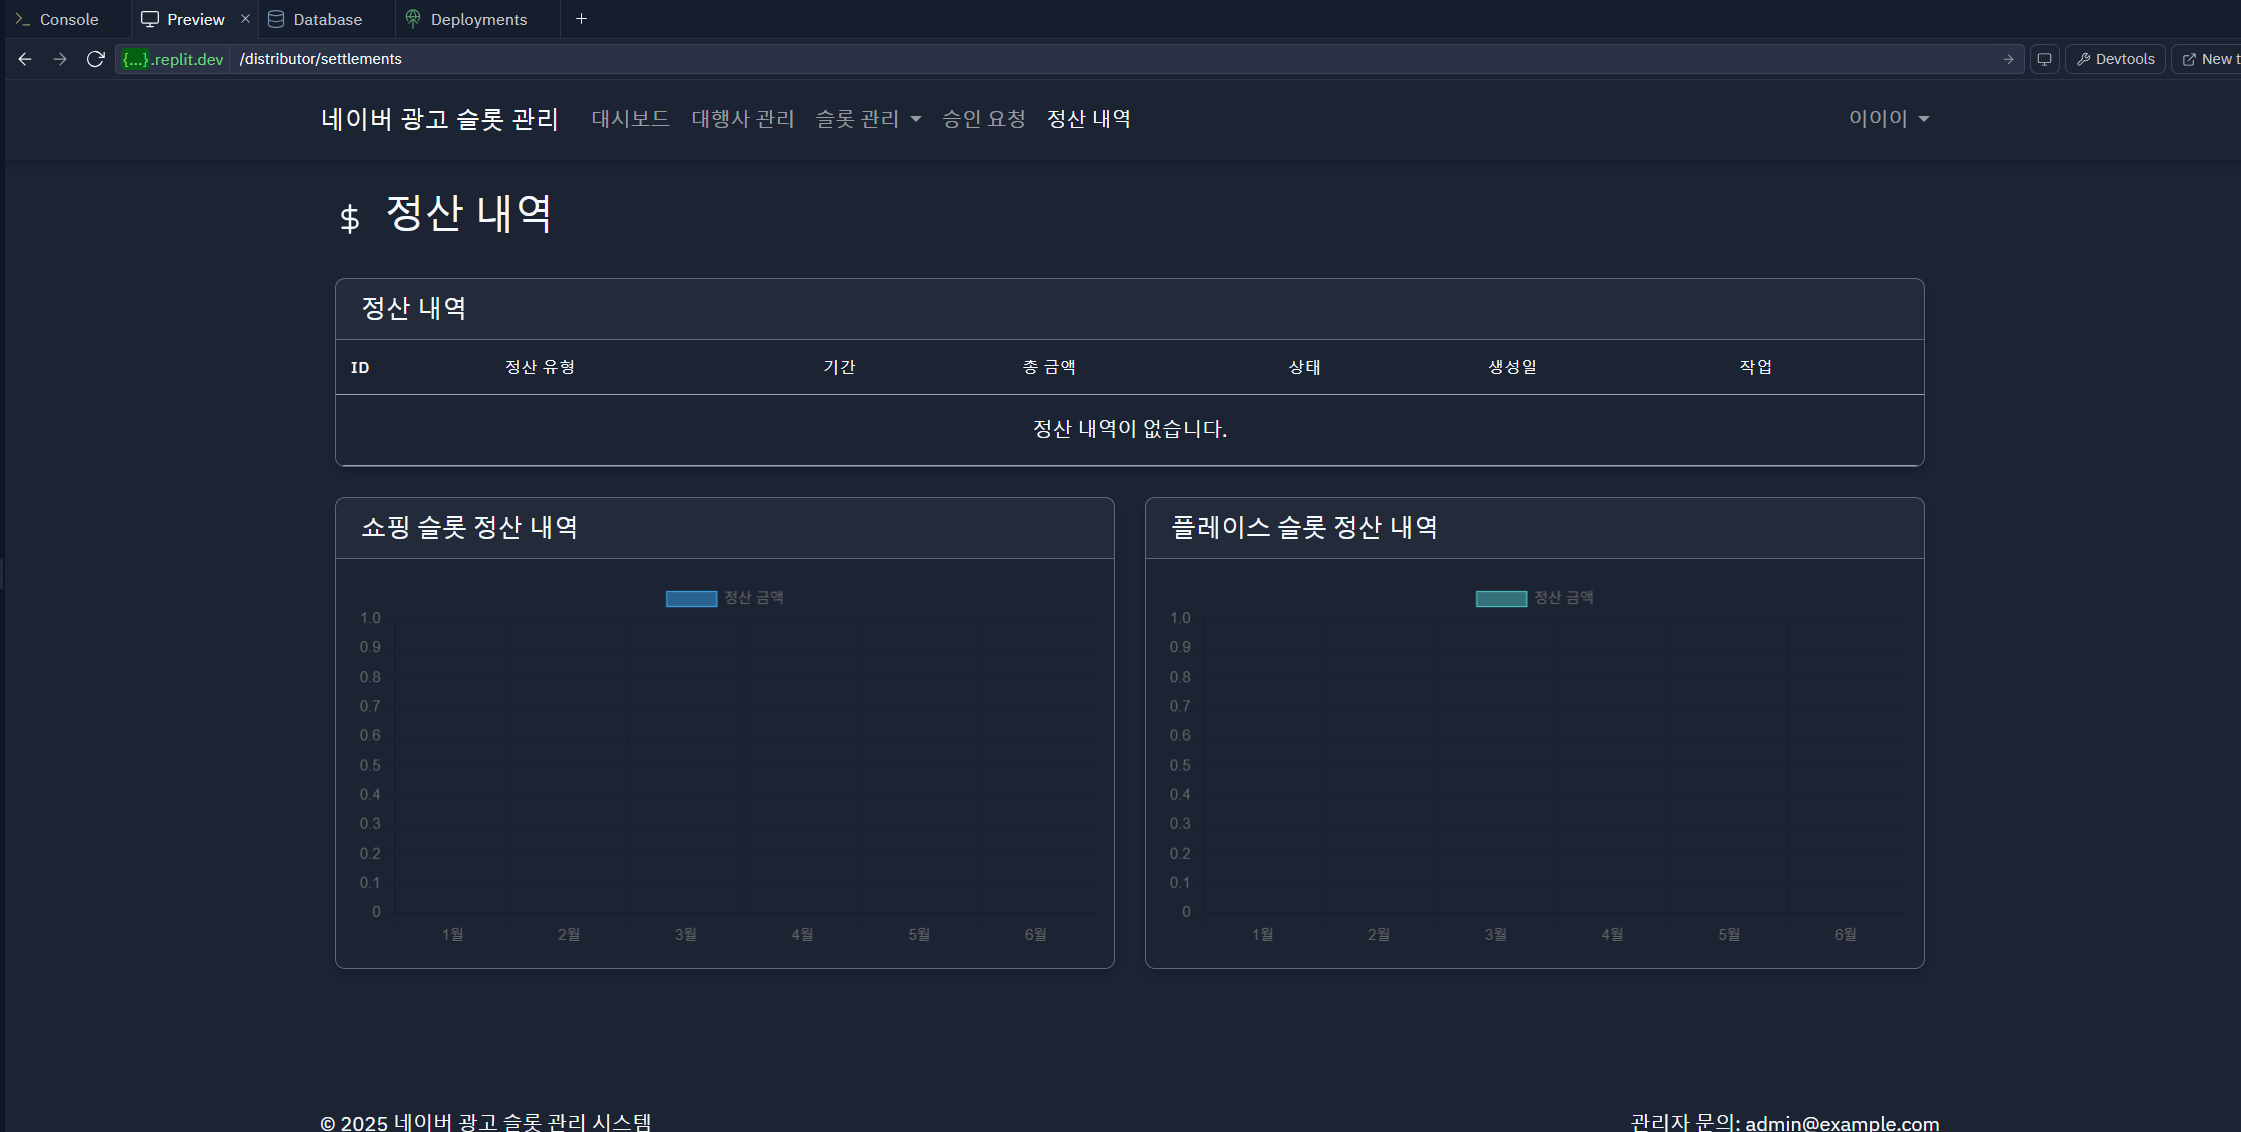 Console Preview Database Deployments
{...}.replit.dev /distributor/settlements Devtools New t
네이버 광고 슬롯 관리 대시보드 대행사 관리 슬롯 관리 승인 요청 정산 내역 이이이
$ 정산 내역
정산 내역
ID 정산 유형 기간 총 금액 상태 생성일 작업
정산 내역이 없습니다.
쇼핑 슬롯 정산 내역
정산 금액
1.0
0.9
0.8
0.7
0.6
0.5
0.4
0.3
0.2
0.1
0
1월 2월 3월 4월 5월 6월
플레이스 슬롯 정산 내역
정산 금액
1.0
0.9
0.8
0.7
0.6
0.5
0.4
0.3
0.2
0.1
0
1월 2월 3월 4월 5월 6월
© 2025 네이버 광고 슬롯 관리 시스템 관리자 문의: admin@example.com